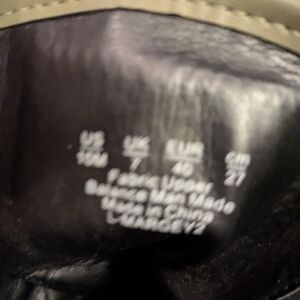 US UK EUR cm
10M 7 40 27
Fabric Upper
Balance Man Made
Made in China
L-MARGEY2